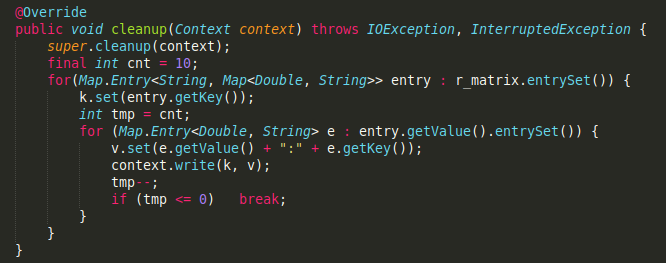 @Override
public void cleanup(Context context) throws IOException, InterruptedException {
    super.cleanup(context);
    final int cnt = 10;
    for(Map.Entry<String, Map<Double, String>> entry : r_matrix.entrySet()) {
        k.set(entry.getKey());
        int tmp = cnt;
        for (Map.Entry<Double, String> e : entry.getValue().entrySet()) {
            v.set(e.getValue() + ":" + e.getKey());
            context.write(k, v);
            tmp--;
            if (tmp <= 0)   break;
        }
    }
}